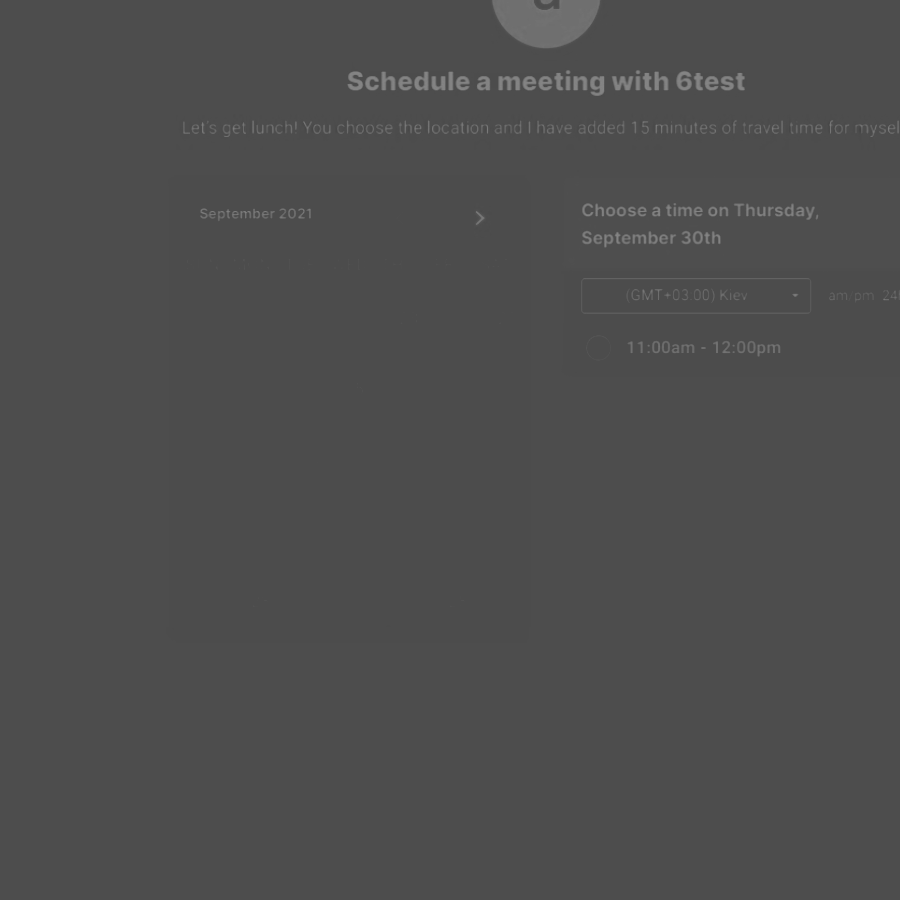 a
Schedule a meeting with 6test
Let's get lunch! You choose the location and I have added 15 minutes of travel time for
September 2021
Choose a time on Thursday,
September 30th
(GMT+03:00) Kiev
am/pm
11:00am - 12:00pm